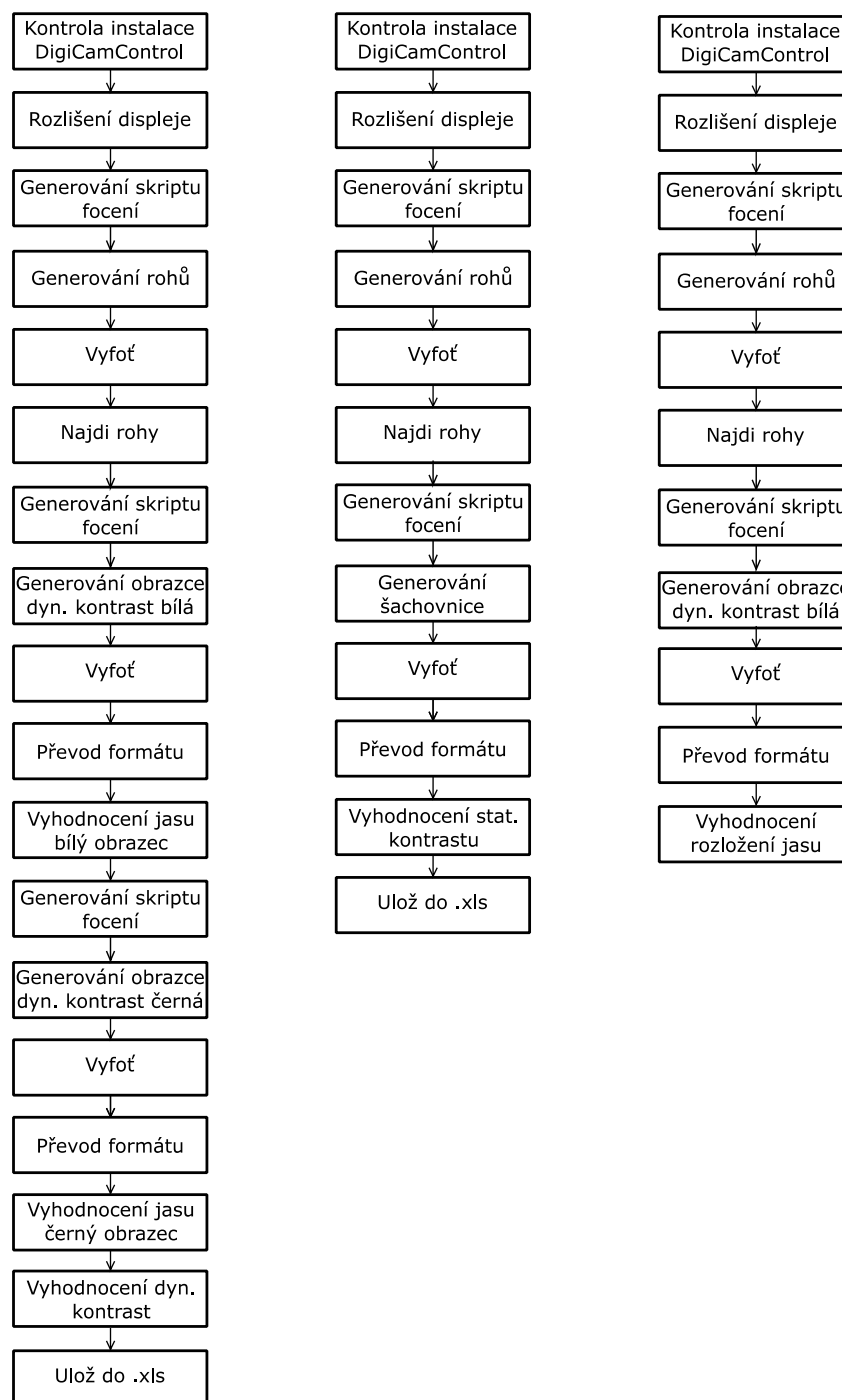 Kontrola instalace
DigiCamControl
Rozlišení displeje
Generování skriptu
focení
Generování rohů
Vyfoť
Najdi rohy
Generování skriptu
focení
Generování obrazce
dyn. kontrast bílá
Vyfoť
Převod formátu
Vyhodnocení jasu
bílý obrazec
Generování skriptu
focení
Generování obrazce
dyn. kontrast černá
Vyfoť
Převod formátu
Vyhodnocení jasu
černý obrazec
Vyhodnocení dyn.
kontrast
Ulož do .xls
Kontrola instalace
DigiCamControl
Rozlišení displeje
Generování skriptu
focení
Generování rohů
Vyfoť
Najdi rohy
Generování skriptu
focení
Generování
šachovnice
Vyfoť
Převod formátu
Vyhodnocení stat.
kontrastu
Ulož do .xls
Kontrola instalace
DigiCamControl
Rozlišení displeje
Generování skriptu
focení
Generování rohů
Vyfoť
Najdi rohy
Generování skriptu
focení
Generování obrazce
dyn. kontrast bílá
Vyfoť
Převod formátu
Vyhodnocení
rozložení jasu